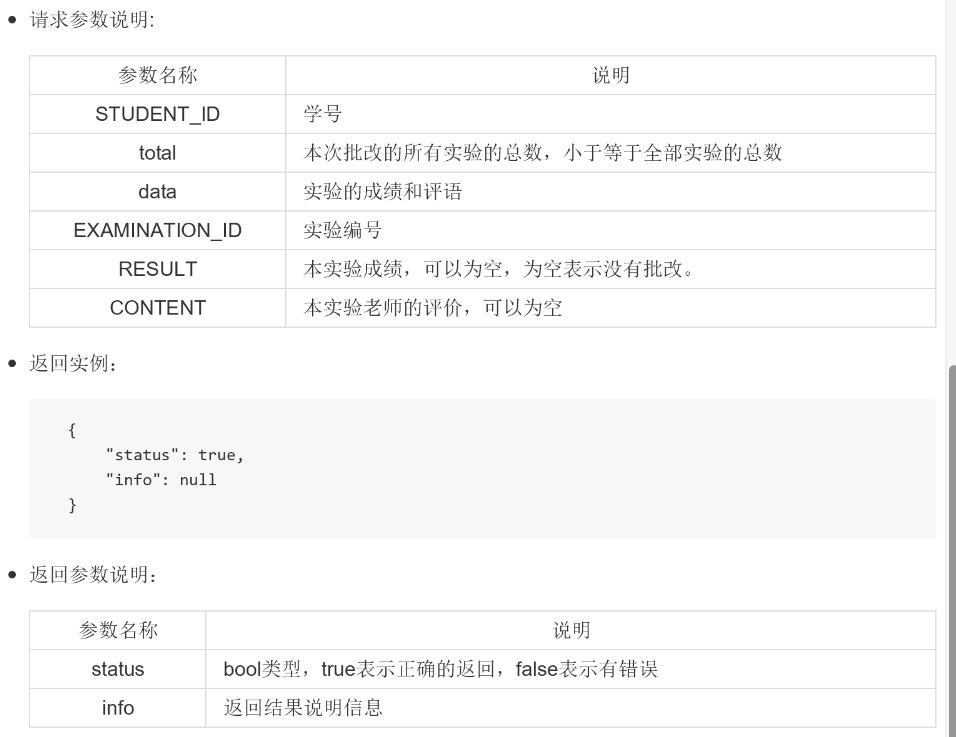 请求参数说明:
参数名称 说明
STUDENT_ID 学号
total 本次批改的所有实验的总数，小于等于全部实验的总数
data 实验的成绩和评语
EXAMINATION_ID 实验编号
RESULT 本实验成绩，可以为空，为空表示没有批改。
CONTENT 本实验老师的评价，可以为空
返回实例：
{
"status": true,
"info": null
}
返回参数说明：
参数名称 说明
status bool类型，true表示正确的返回，false表示有错误
info 返回结果说明信息